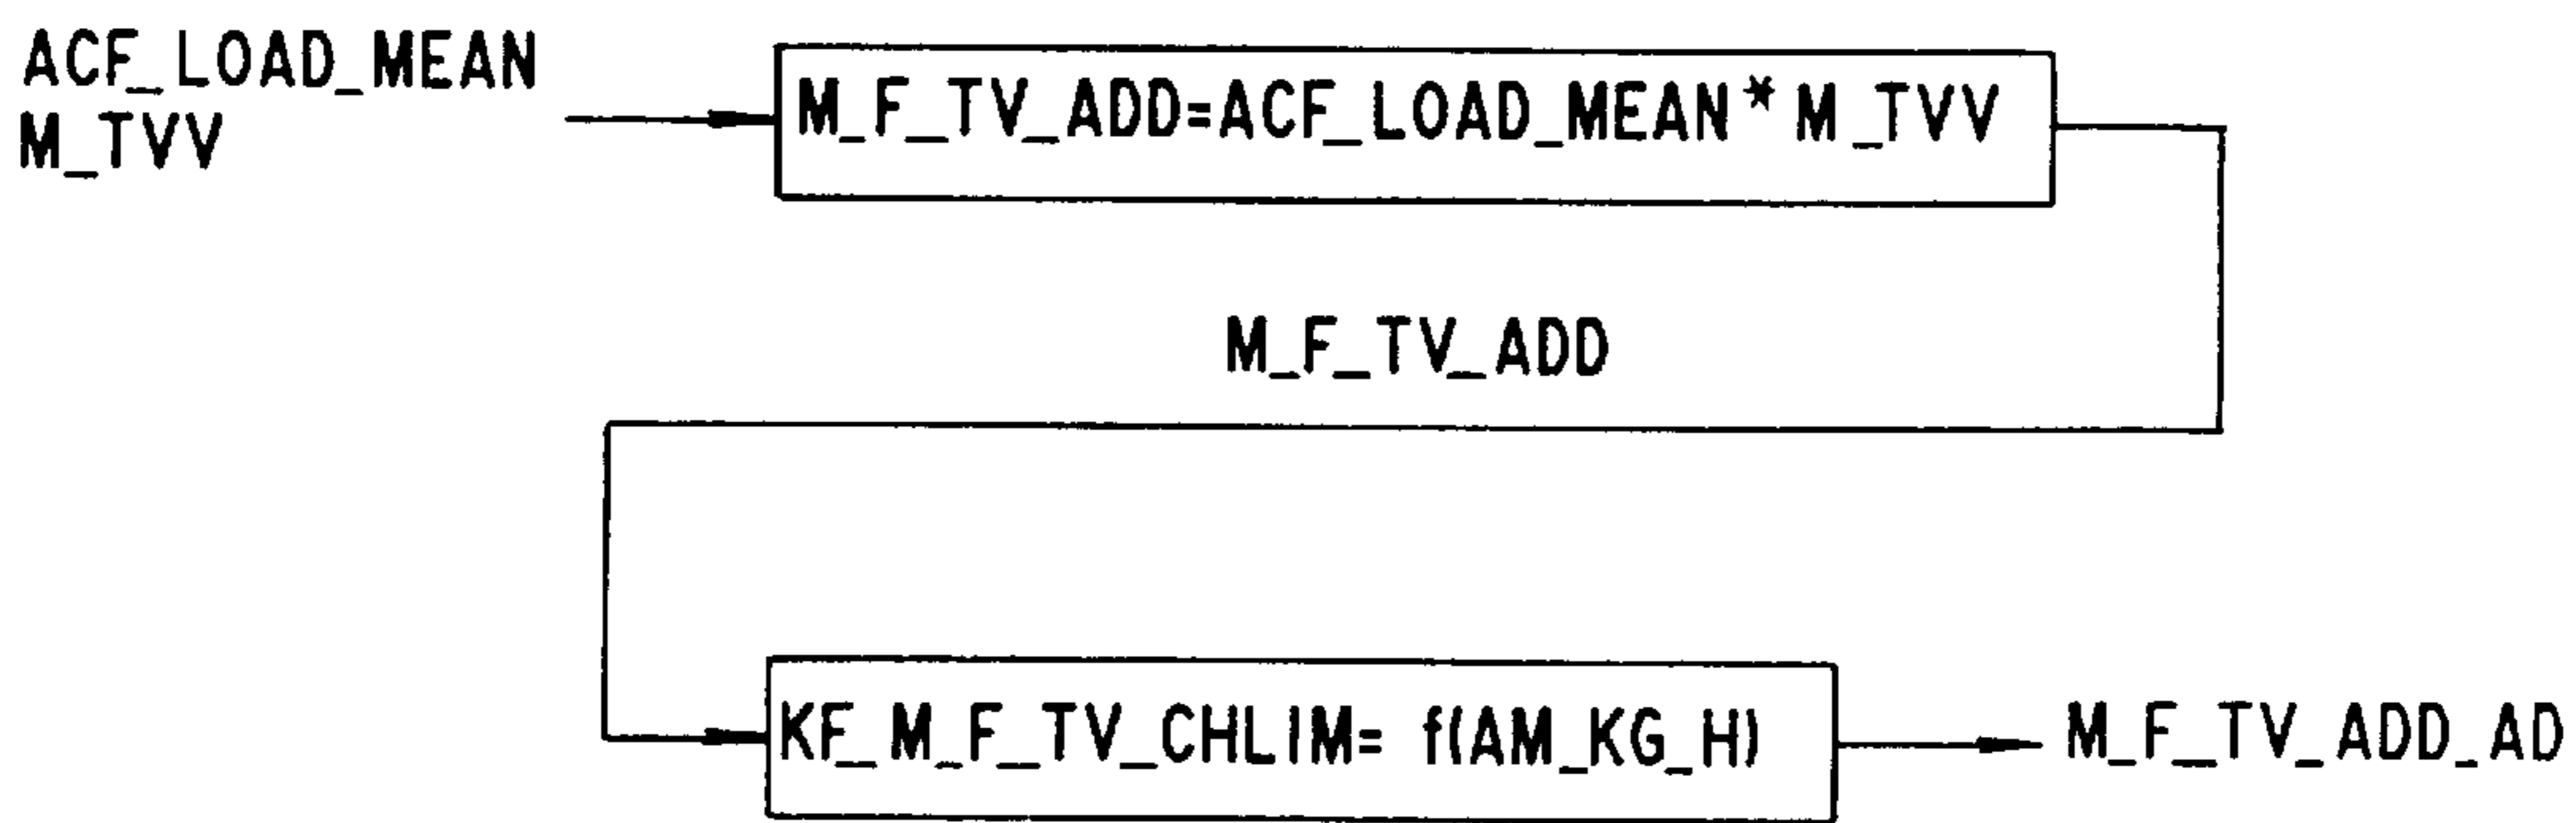 ACF_LOAD_MEAN
M_TVV
M_F_TV_ADD=ACF_LOAD_MEAN*M_TVV
M_F_TV_ADD
KF_M_F_TV_CHLIM= f(AM_KG_H)
M_F_TV_ADD_AD